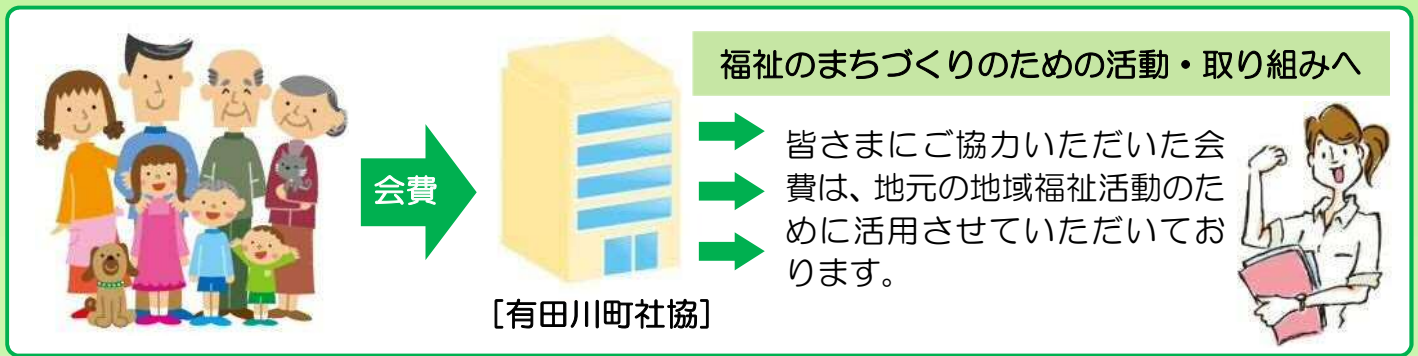 福祉のまちづくりのための活動・取り組みへ
会費
皆さまにご協力いただいた会
費は、地元の地域福祉活動のた
めに活用させていただいてお
ります。
[有田川町社協]